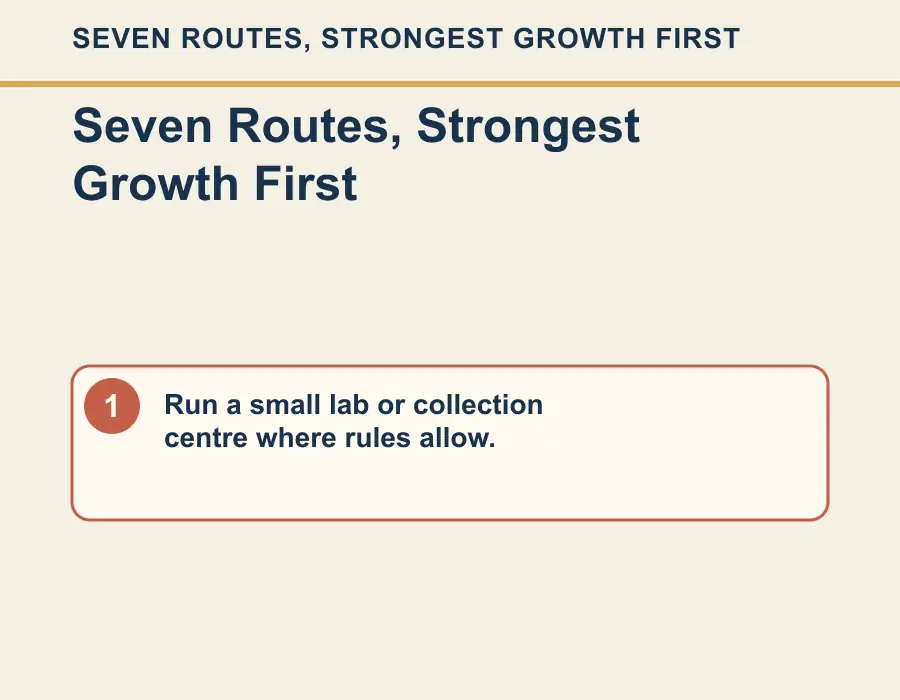 SEVEN ROUTES, STRONGEST GROWTH FIRST
Seven Routes, Strongest
Growth First
1
Run a small lab or collection
centre where rules allow.